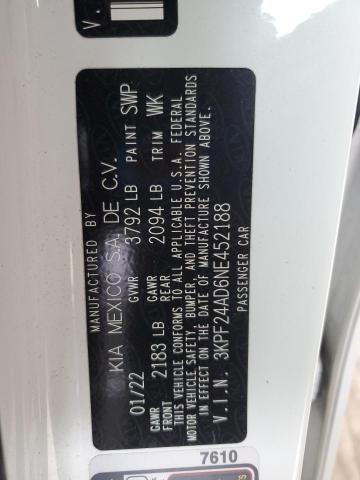 V.
MANUFACTURED BY
KIA MEXICO S.A. DE C.V.
01/22 GVWR 3792 LB PAINT SWP
GAWR FRONT 2183 LB GAWR REAR 2094 LB TRIM WK
THIS VEHICLE CONFORMS TO ALL APPLICABLE U.S.A. FEDERAL
MOTOR VEHICLE SAFETY, BUMPER, AND THEFT PREVENTION STANDARDS
IN EFFECT ON THE DATE OF MANUFACTURE SHOWN ABOVE.
V.I.N. 3KPF24AD6NE452188
PASSENGER CAR
7610